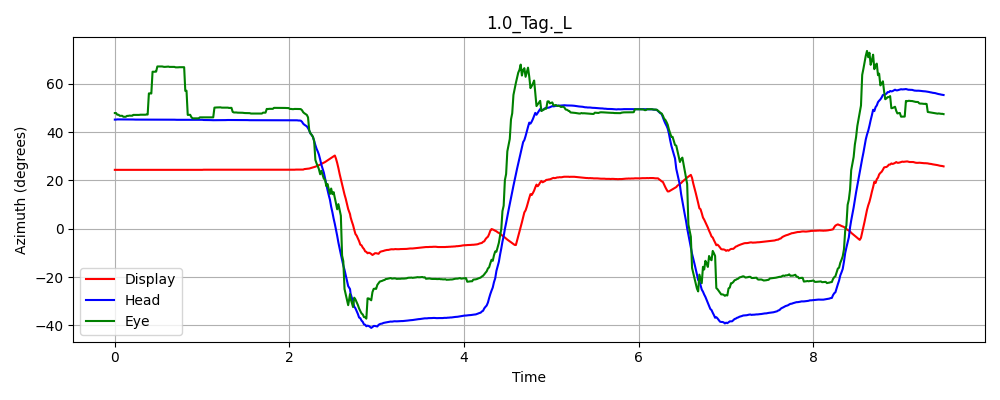 1.0_Tag._L
Azimuth (degrees)
60
40
20
0
−20
−40
Display
Head
Eye
0 2 4 6 8
Time